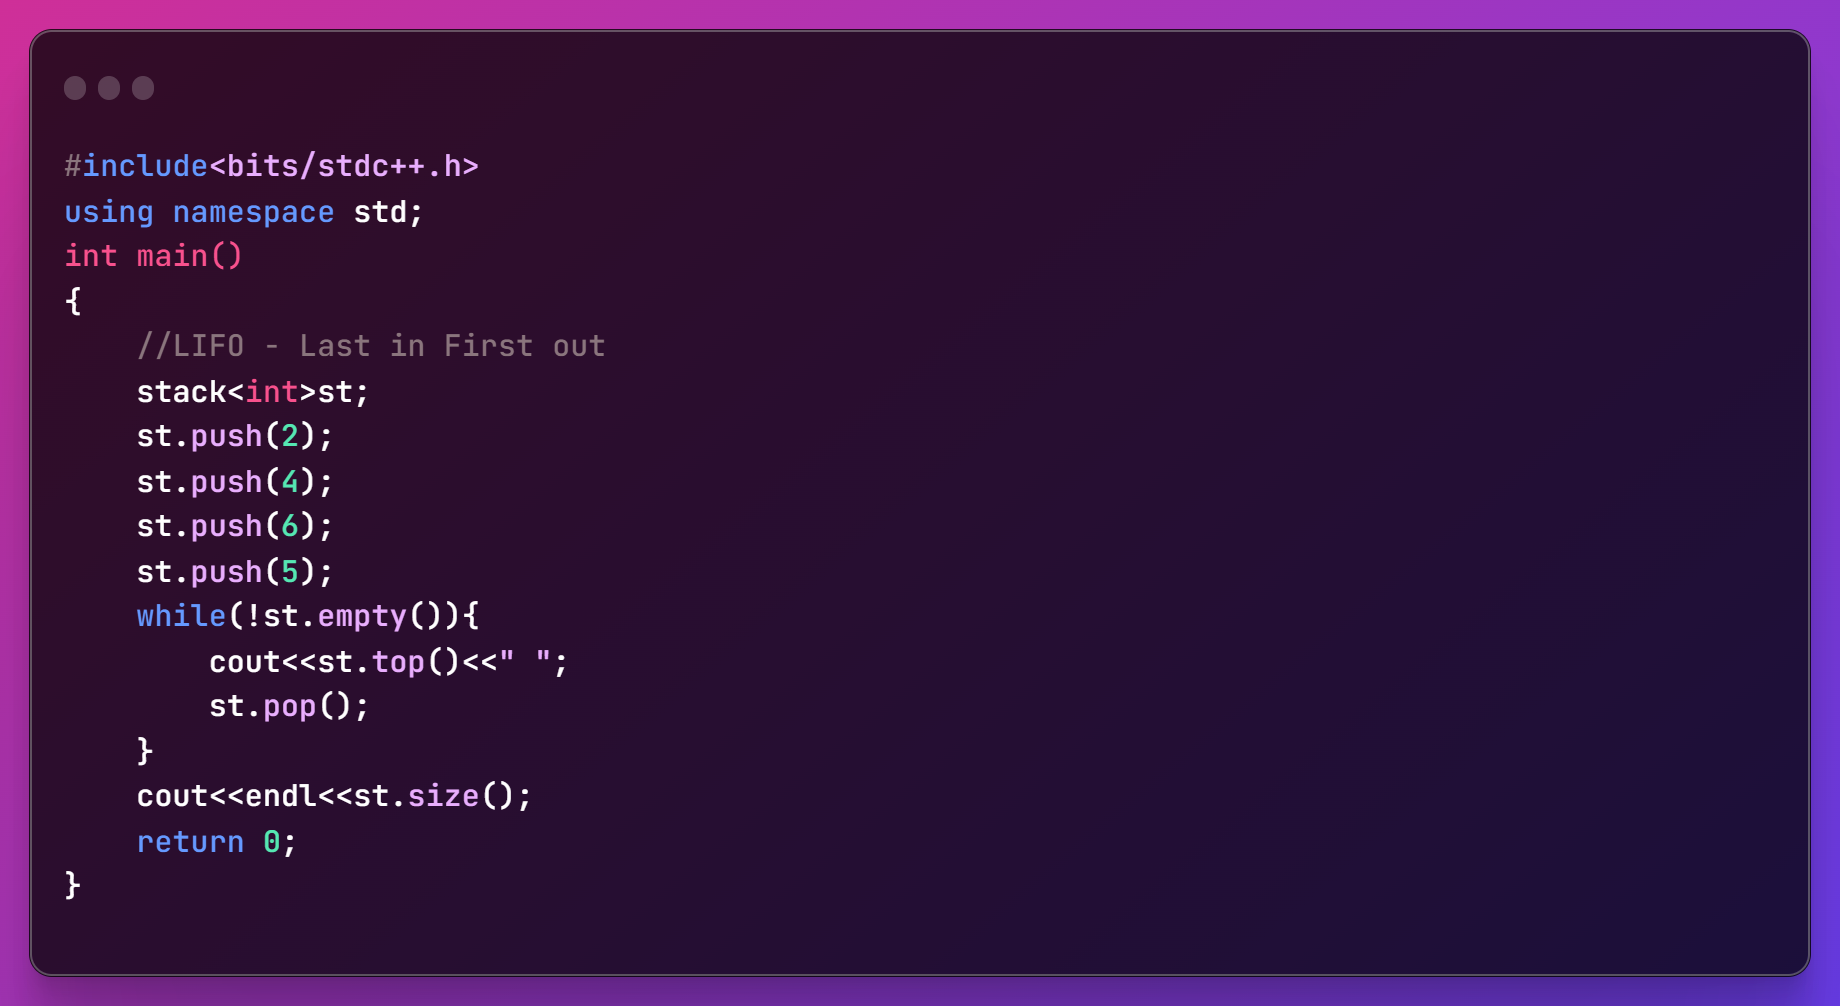 #include<bits/stdc++.h>
using namespace std;
int main()
{
    //LIFO - Last in First out
    stack<int>st;
    st.push(2);
    st.push(4);
    st.push(6);
    st.push(5);
    while(!st.empty()){
        cout<<st.top()<<" ";
        st.pop();
    }
    cout<<endl<<st.size();
    return 0;
}